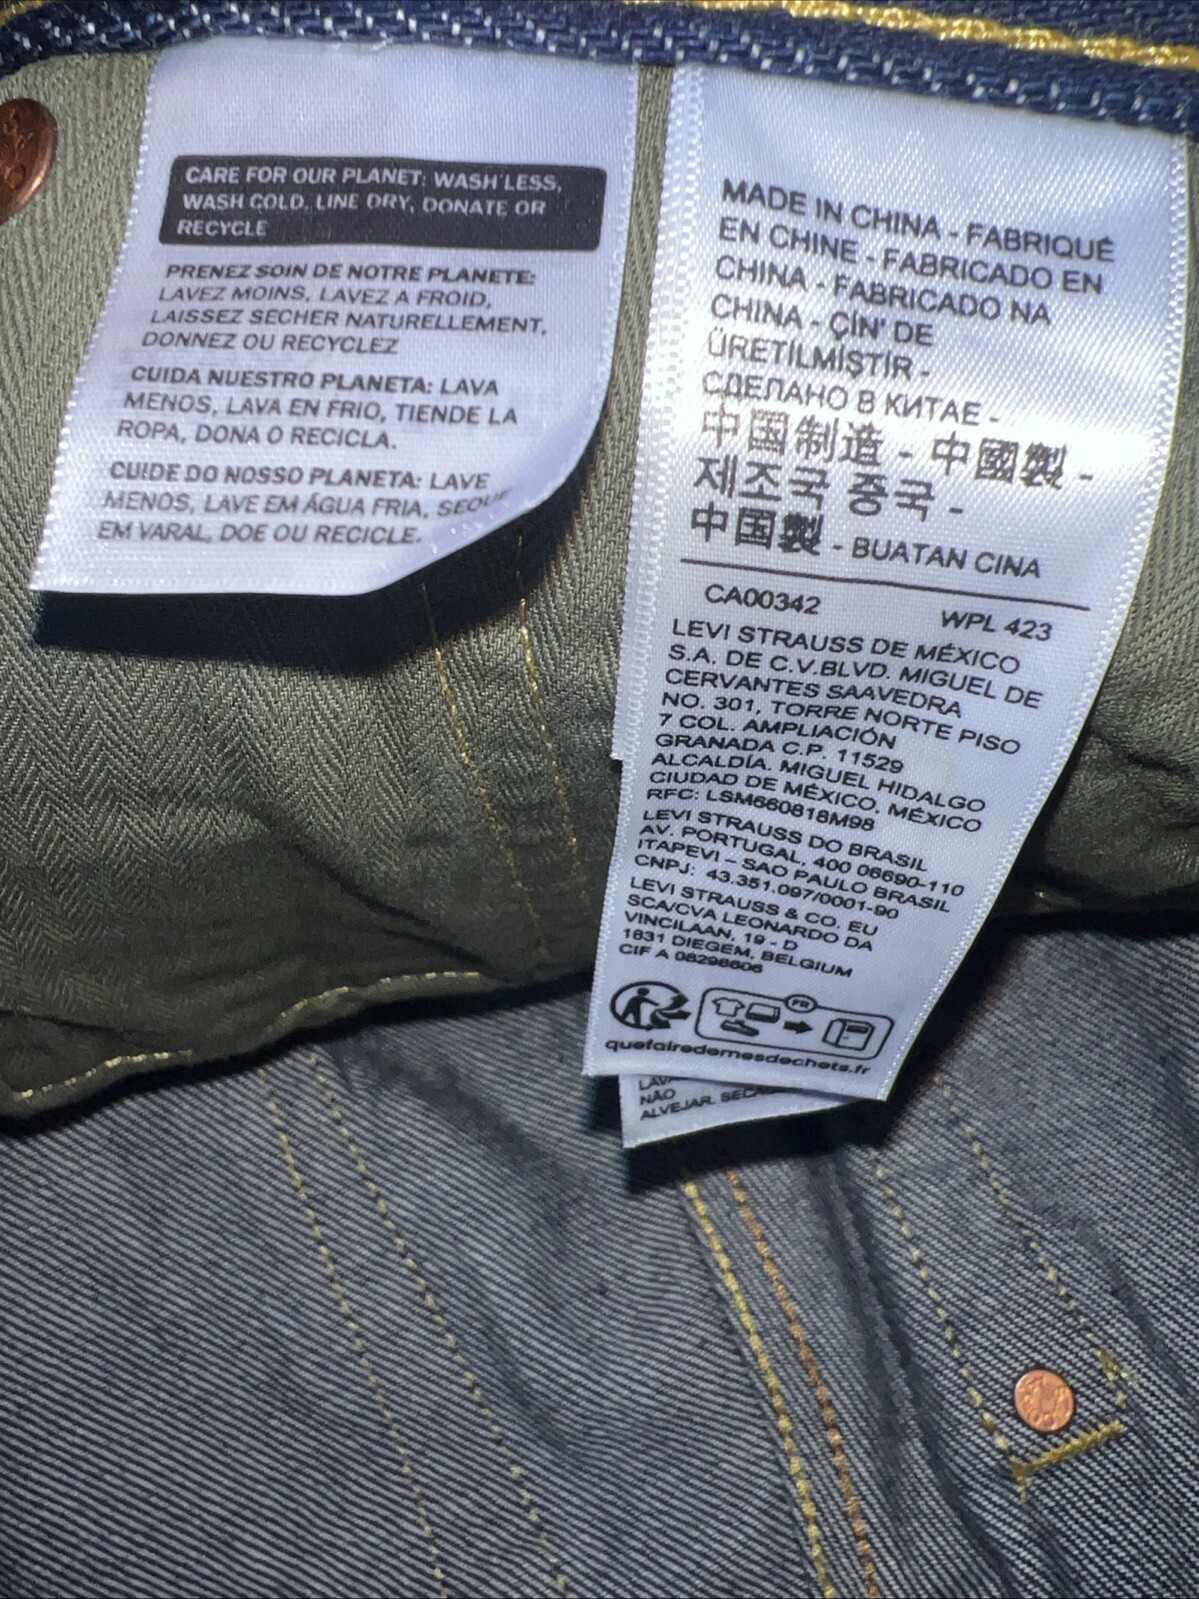 CARE FOR OUR PLANET: WASH LESS,
WASH COLD, LINE DRY, DONATE OR
RECYCLE
PRENEZ SOIN DE NOTRE PLANETE:
LAVEZ MOINS, LAVEZ A FROID,
LAISSEZ SECHER NATURELLEMENT,
DONNEZ OU RECYCLEZ
CUIDA NUESTRO PLANETA: LAVA
MENOS, LAVA EN FRIO, TIENDE LA
ROPA, DONA O RECICLA.
CUIDE DO NOSSO PLANETA: LAVE
MENOS, LAVE EM ÁGUA FRIA, SEQUE
EM VARAL, DOE OU RECICLE.
MADE IN CHINA - FABRIQUÉ
EN CHINE - FABRICADO EN
CHINA - FABRICADO NA
CHINA - ÇİN' DE
ÜRETILMİŞTİR -
СДЕЛАНО В КИТАЕ -
中国制造 - 中國製 -
제조국 중국 -
中国製 - BUATAN CINA
CA00342 WPL 423
LEVI STRAUSS DE MÉXICO
S.A. DE C.V.BLVD. MIGUEL DE
CERVANTES SAAVEDRA
NO. 301, TORRE NORTE PISO
7 COL. AMPLIACIÓN
GRANADA C.P. 11529
ALCALDÍA. MIGUEL HIDALGO
CIUDAD DE MÉXICO, MÉXICO
RFC: LSM660818M98
LEVI STRAUSS DO BRASIL
AV. PORTUGAL, 400 06690-110
ITAPEVI – SAO PAULO BRASIL
CNPJ: 43.351.097/0001-90
LEVI STRAUSS & CO. EU
SCA/CVA LEONARDO DA
VINCILAAN, 19 - D
1831 DIEGEM, BELGIUM
CIF A 08298606
FR
quefairedemesdechets.fr
NÃO
ALVEJAR.